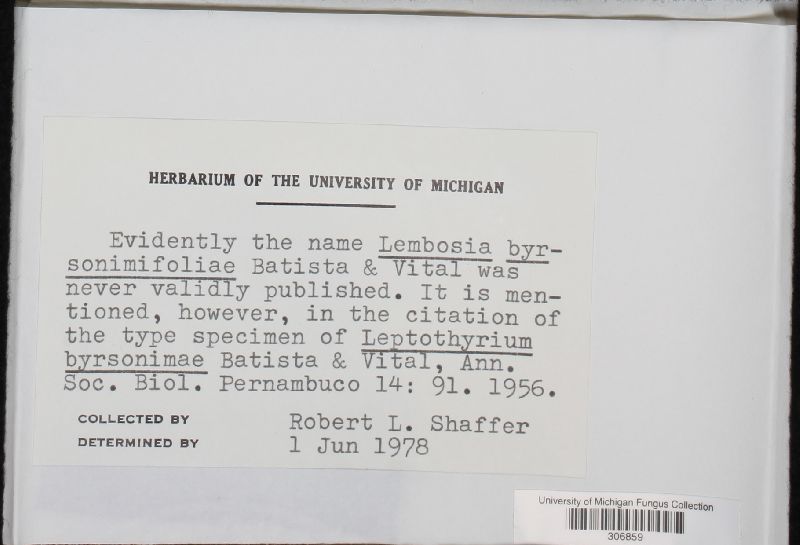 HERBARIUM OF THE UNIVERSITY OF MICHIGAN
Evidently the name Lembosia byr-
sonimifoliae Batista & Vital was
never validly published. It is men-
tioned, however, in the citation of
the type specimen of Leptothyrium
byrsonimae Batista & Vital, Ann.
Soc. Biol. Pernambuco 14: 91. 1956.
COLLECTED BY Robert L. Shaffer
DETERMINED BY 1 Jun 1978
University of Michigan Fungus Collection
306859